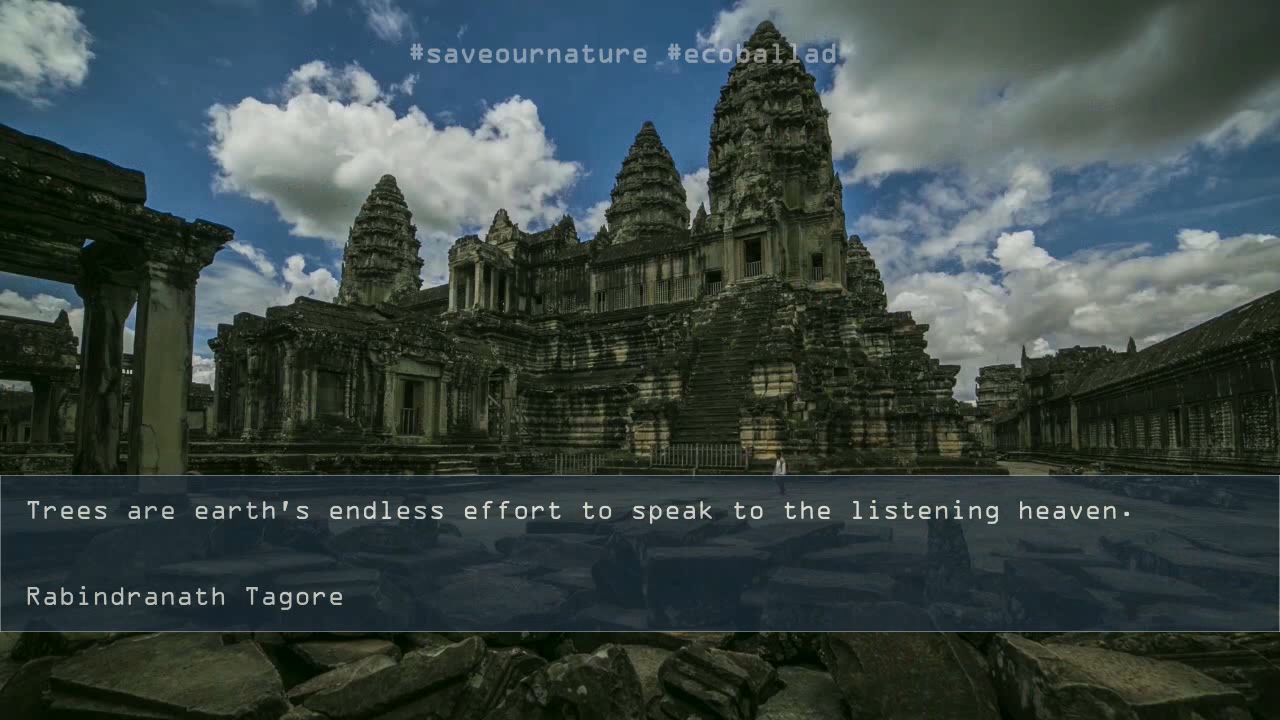 #saveournature #ecoballad
Trees are earth's endless effort to speak to the listening heaven.
Rabindranath Tagore